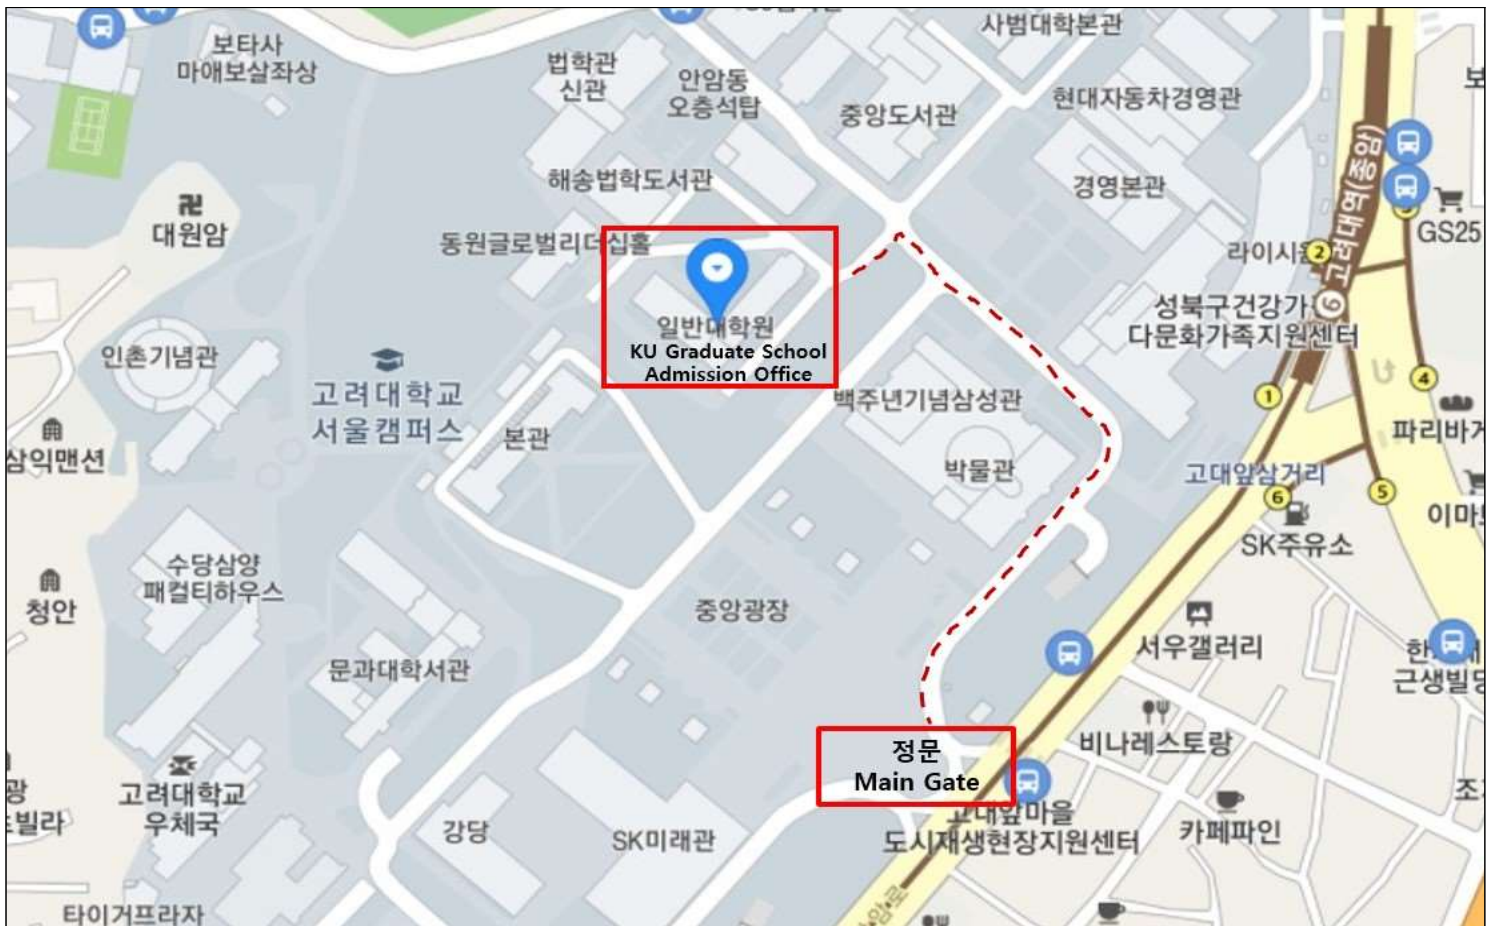 사범대학본관
보타사
마애보살좌상
법학관
신관
안암동
오층석탑
중앙도서관
현대자동차경영관
해송법학도서관
경영본관
대원암
동원글로벌리더십홀
GS25
라이시움
2
고려대역(종암)
6
성북구건강가정
다문화가족지원센터
일반대학원
KU Graduate School
Admission Office
인촌기념관
고려대학교
서울캠퍼스
백주년기념삼성관
1
4
파리바게
본관
삼익맨션
박물관
고대앞삼거리
6
5
SK주유소
이마트
수당삼양
패컬티하우스
청안
중앙광장
서우갤러리
문과대학서관
근생빌딩
정문
Main Gate
비나레스토랑
고려대학교
우체국
고대앞마을
도시재생현장지원센터
카페파인
강당
SK미래관
타이거프라자